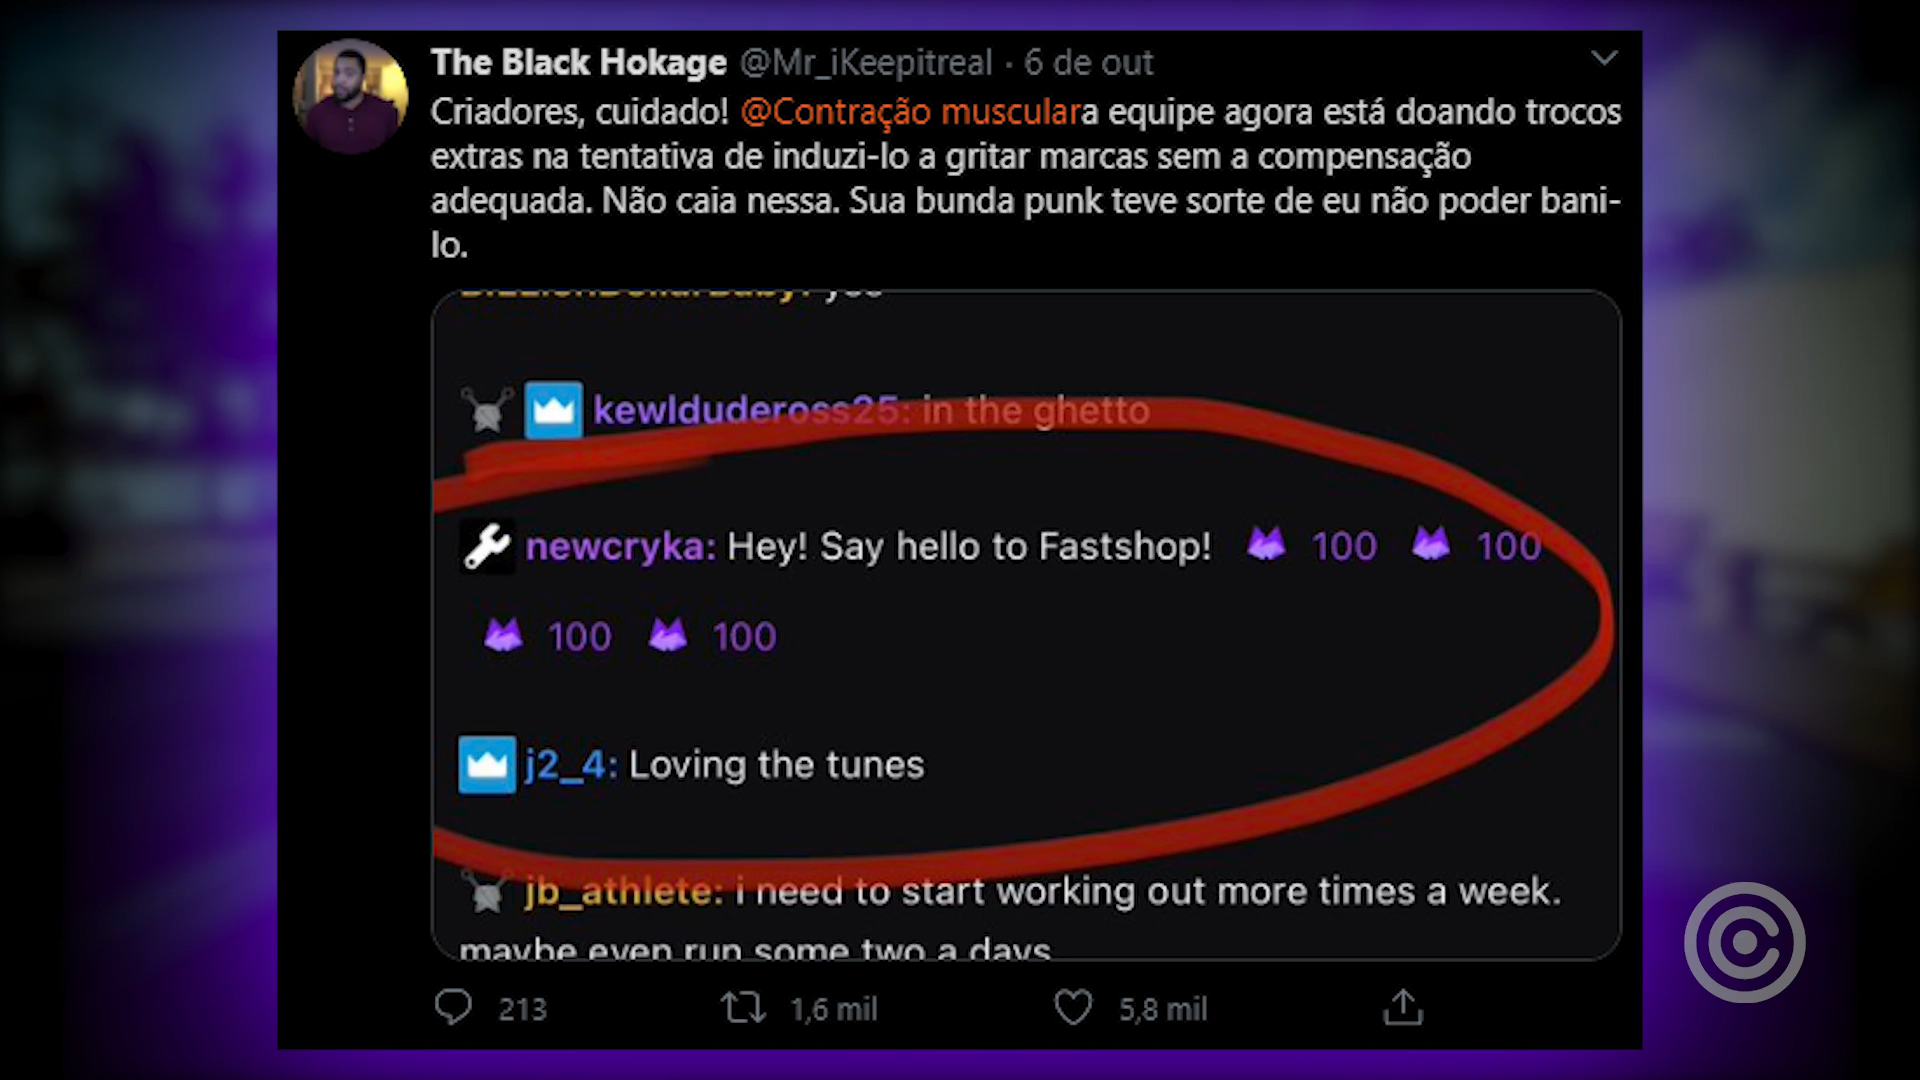 The Black Hokage @Mr_iKeepitreal · 6 de out
Criadores, cuidado! @Contração musculara equipe agora está doando trocos
extras na tentativa de induzi-lo a gritar marcas sem a compensação
adequada. Não caia nessa. Sua bunda punk teve sorte de eu não poder bani-
lo.
kewldudeross25: in the ghetto
newcryka: Hey! Say hello to Fastshop! 100 100
100 100
j2_4: Loving the tunes
jb_athlete: i need to start working out more times a week.
maybe even run some two a days
213 1,6 mil 5,8 mil